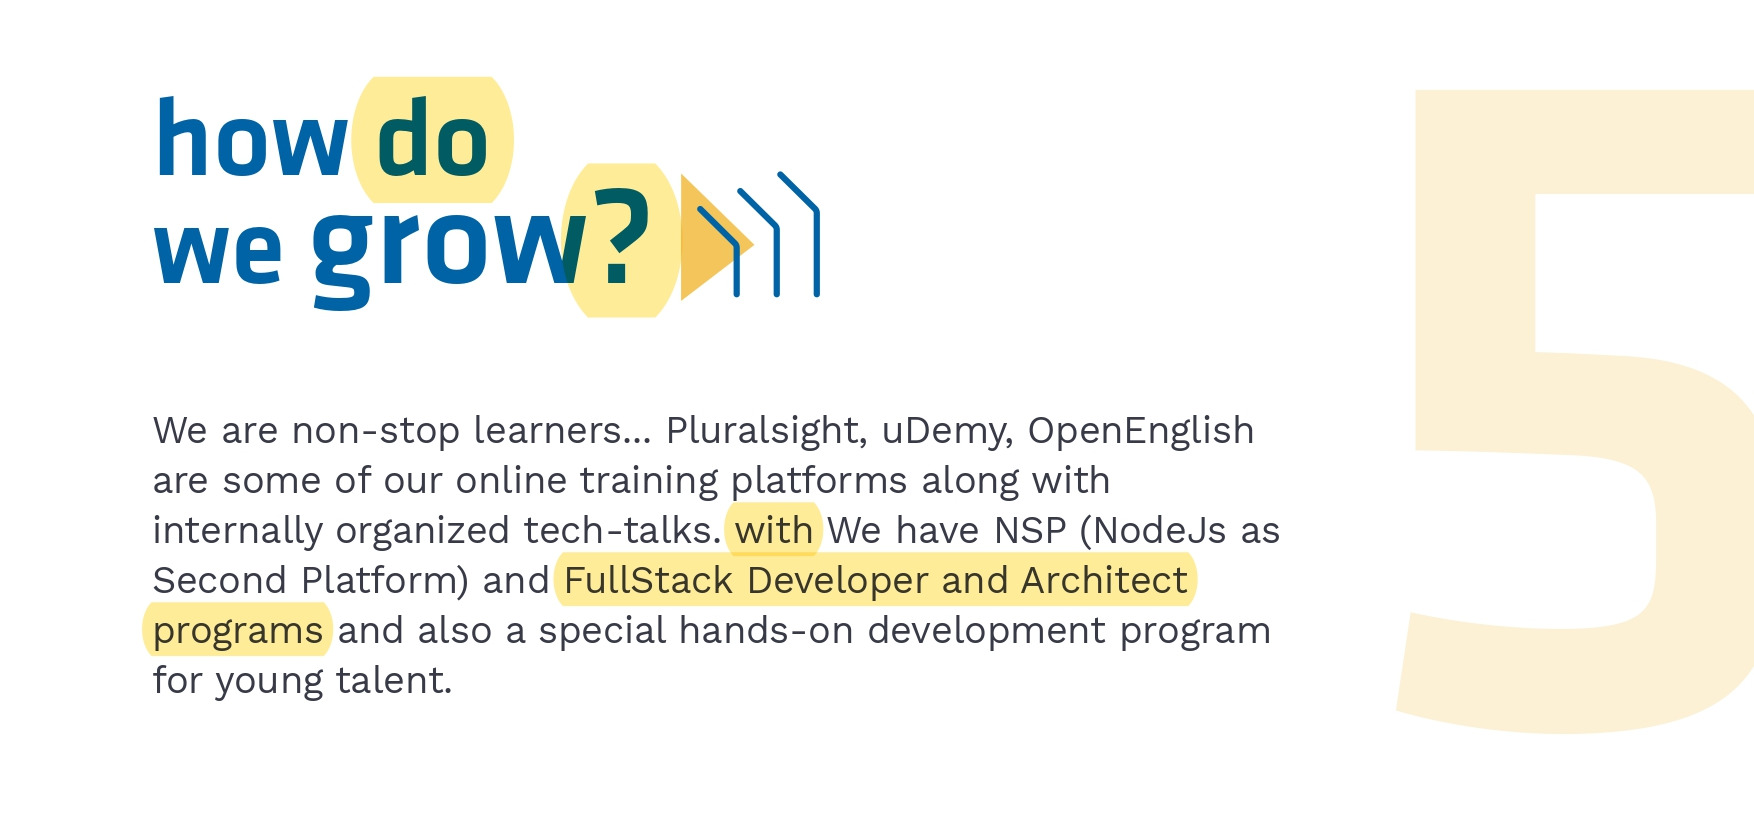 how do
we grow?
5
We are non-stop learners... Pluralsight, uDemy, OpenEnglish
are some of our online training platforms along with
internally organized tech-talks. with We have NSP (NodeJs as
Second Platform) and FullStack Developer and Architect
programs and also a special hands-on development program
for young talent.